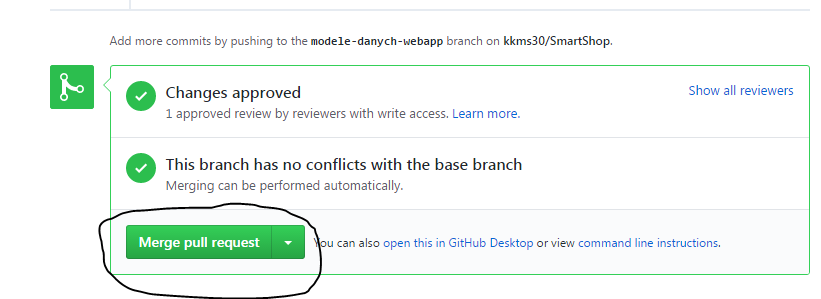 Add more commits by pushing to the modele-danych-webapp branch on kkms30/SmartShop.
Changes approved
Show all reviewers
1 approved review by reviewers with write access. Learn more.
This branch has no conflicts with the base branch
Merging can be performed automatically.
Merge pull request
You can also open this in GitHub Desktop or view command line instructions.